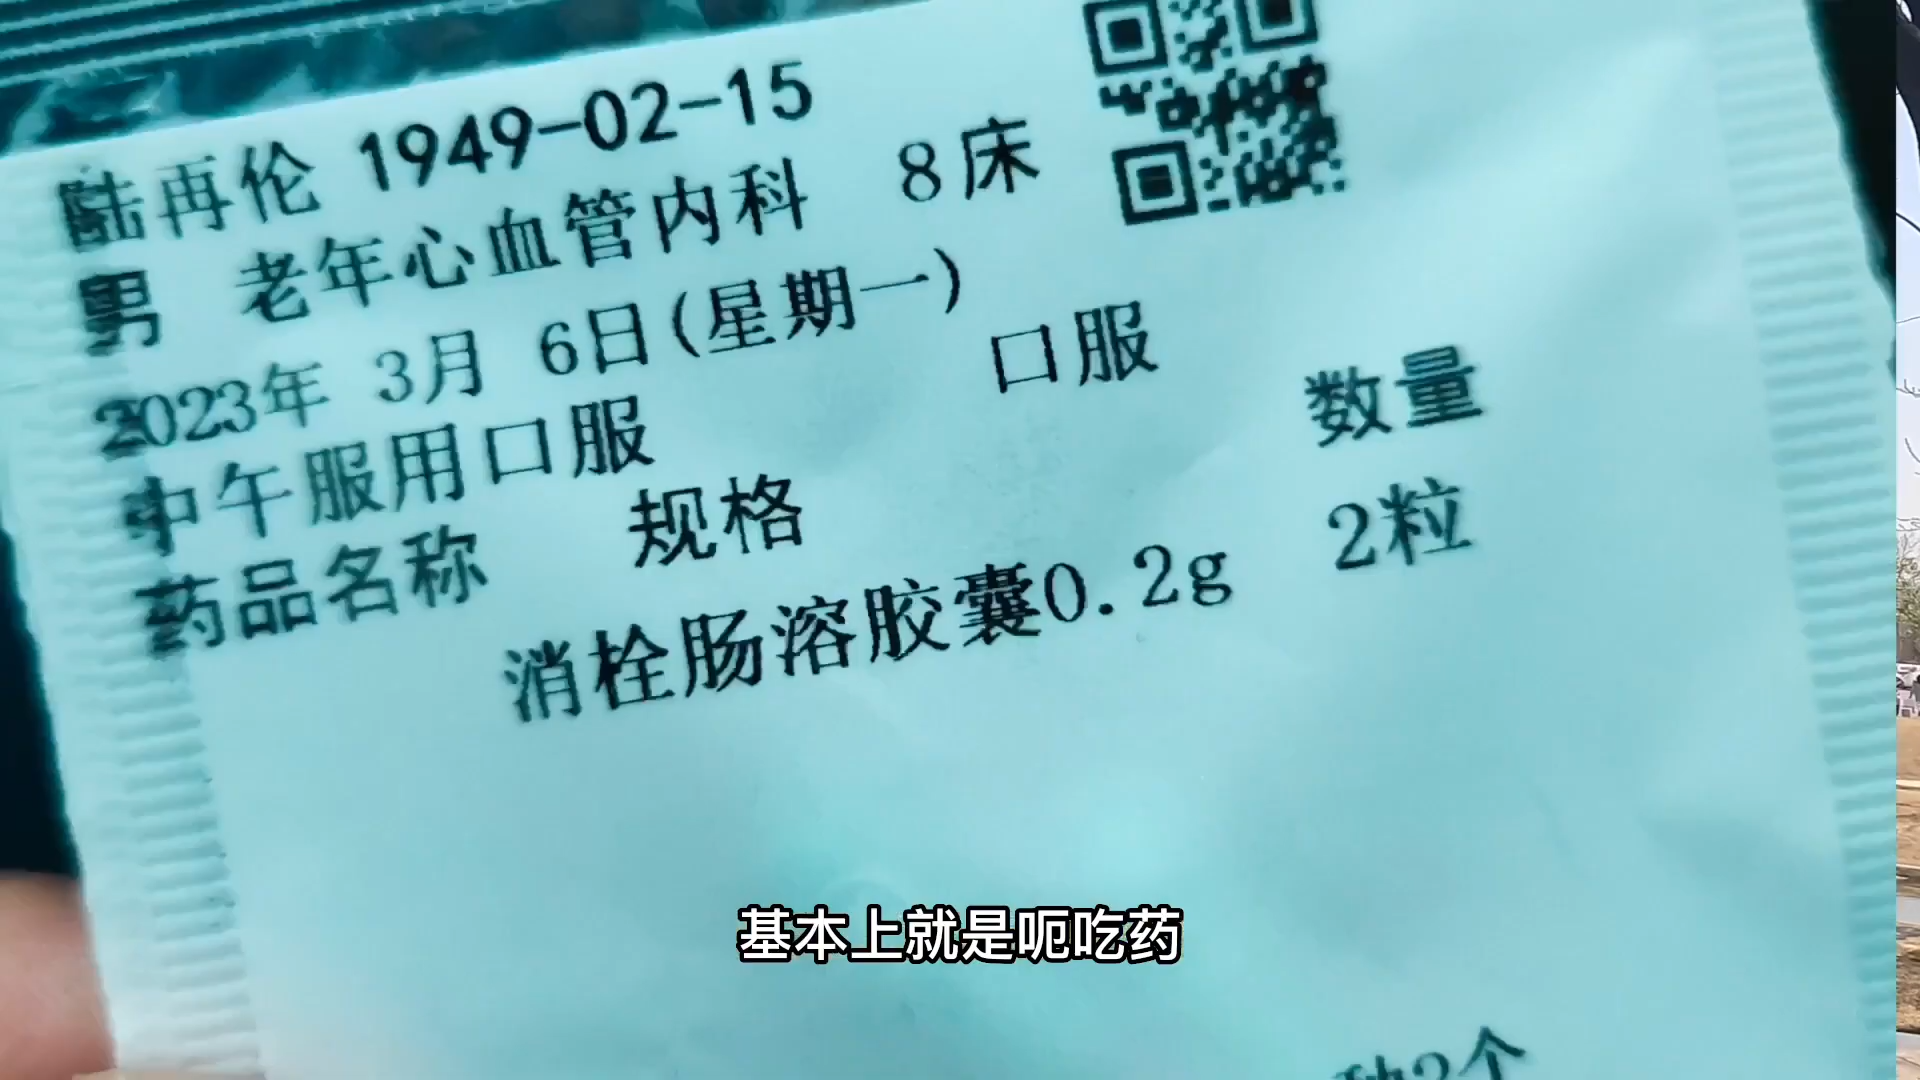 陆再伦 1949-02-15
男 老年心血管内科 8床
2023年 3月 6日(星期一)
中午服用口服 口服
药品名称 规格 数量
消栓肠溶胶囊0.2g 2粒
基本上就是呃吃药
2个